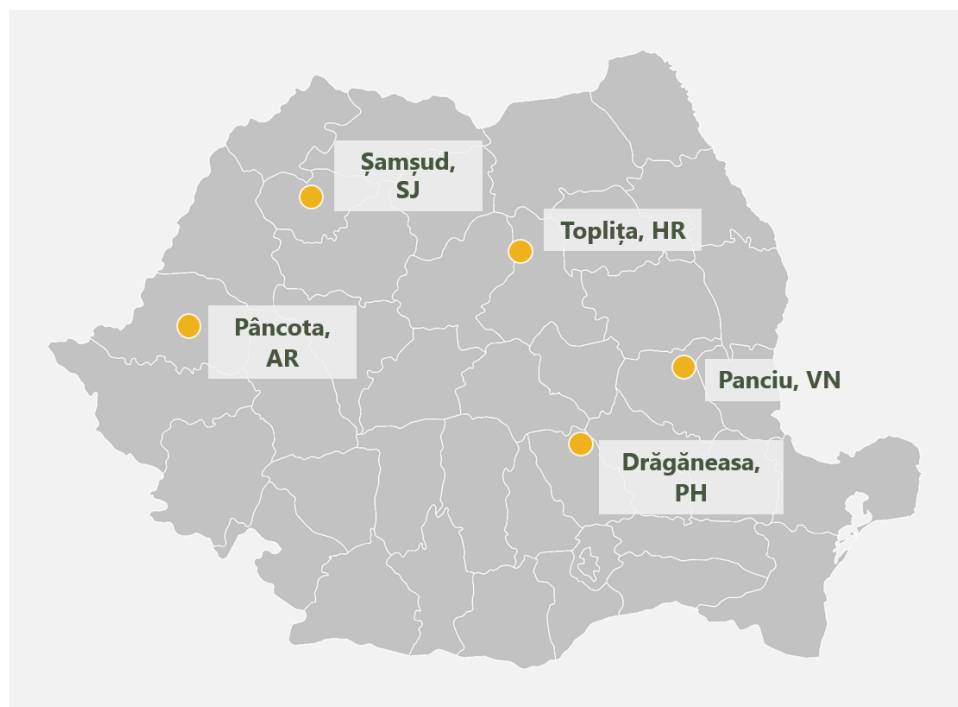 Șamșud,
SJ
Toplița, HR
Pâncota,
AR
Panciu, VN
Drăgăneasa,
PH